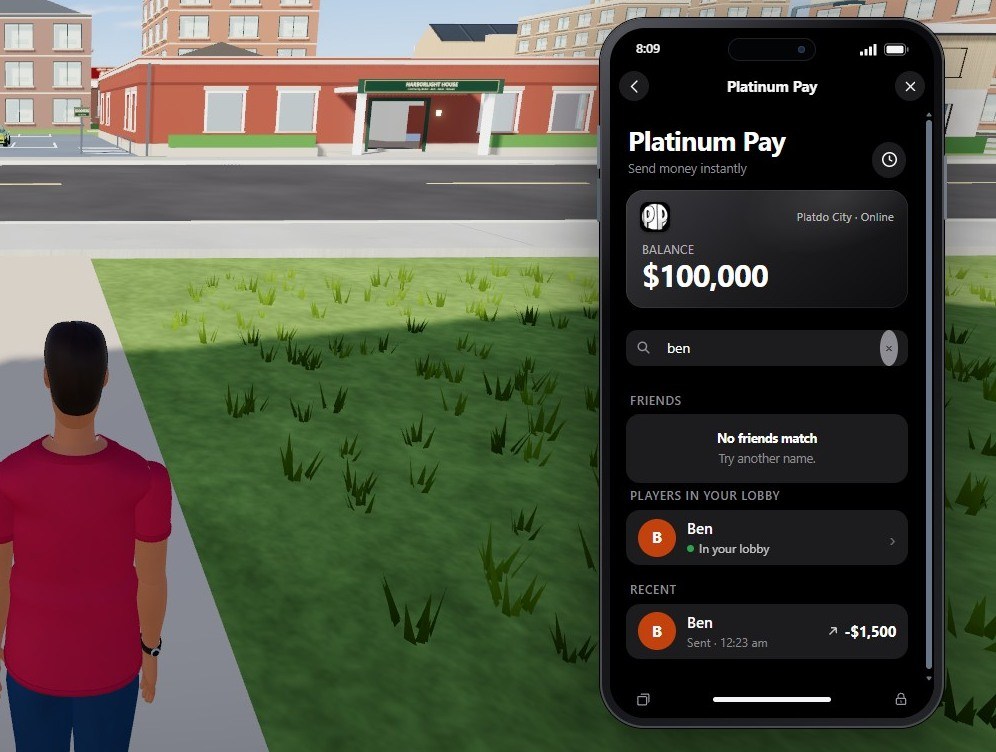 HARBORLIGHT HOUSE
8:09
Platinum Pay
Platinum Pay
Send money instantly
Platdo City · Online
BALANCE
$100,000
ben
FRIENDS
No friends match
Try another name.
PLAYERS IN YOUR LOBBY
B
Ben
In your lobby
RECENT
B
Ben
Sent · 12:23 am
-$1,500